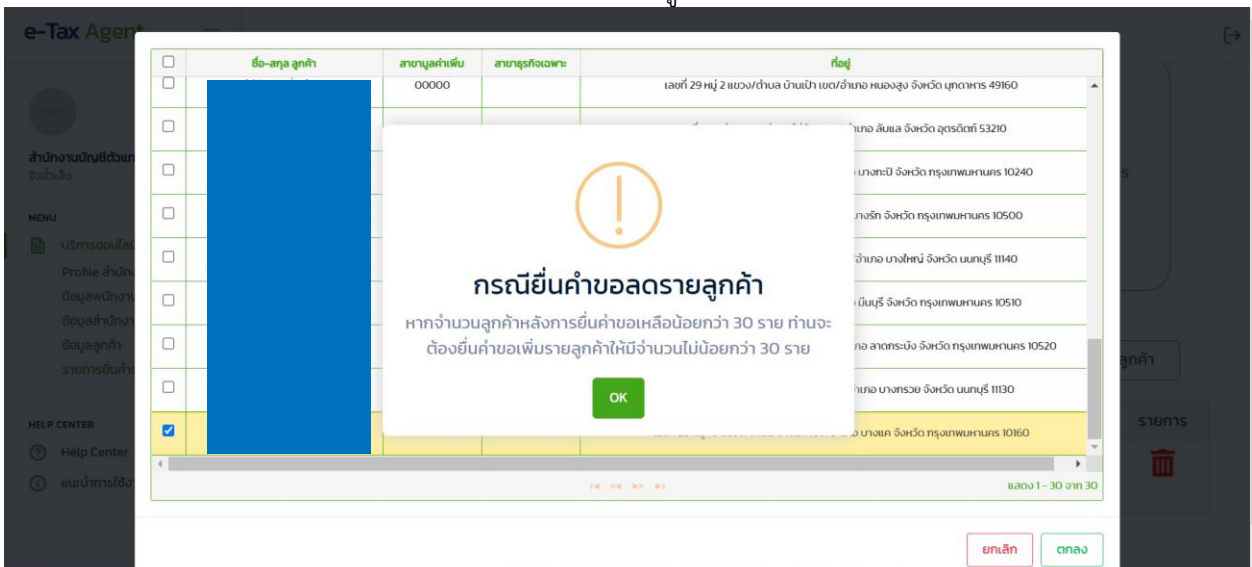 e-Tax Agent
ชื่อ-สกุล ลูกค้า สาขามูลค่าเพิ่ม สาขาธุรกิจเฉพาะ ที่อยู่
00000 เลขที่ 29 หมู่ 2 แขวง/ตำบล บ้านเป้า เขต/อำเภอ หนองสูง จังหวัด มุกดาหาร 49160
ลับแล จังหวัด อุตรดิตถ์ 53210
สำนักงานบัญชีตัวแท
บางกะปิ จังหวัด กรุงเทพมหานคร 10240
MENU
บางรัก จังหวัด กรุงเทพมหานคร 10500
บริการออนไลน์
/อำเภอ บางใหญ่ จังหวัด นนทบุรี 11140
Profile สำนัก
กรณียื่นคำขอลดรายลูกค้า
ข้อมูลพนักงาน
มีนบุรี จังหวัด กรุงเทพมหานคร 10510
ข้อมูลสำนักงา
หากจำนวนลูกค้าหลังการยื่นคำขอเหลือน้อยกว่า 30 ราย ท่านจะ
ต้องยื่นคำขอเพิ่มรายลูกค้าให้มีจำนวนไม่น้อยกว่า 30 ราย
ข้อมูลลูกค้า
ลาดกระบัง จังหวัด กรุงเทพมหานคร 10520
ลูกค้า
รายการยื่นคำ
บางกรวย จังหวัด นนทบุรี 11130
OK
HELP CENTER
บางแค จังหวัด กรุงเทพมหานคร 10160
รายการ
Help Center
แนะนำการใช้ง
แสดง 1 - 30 จาก 30
ยกเลิก ตกลง